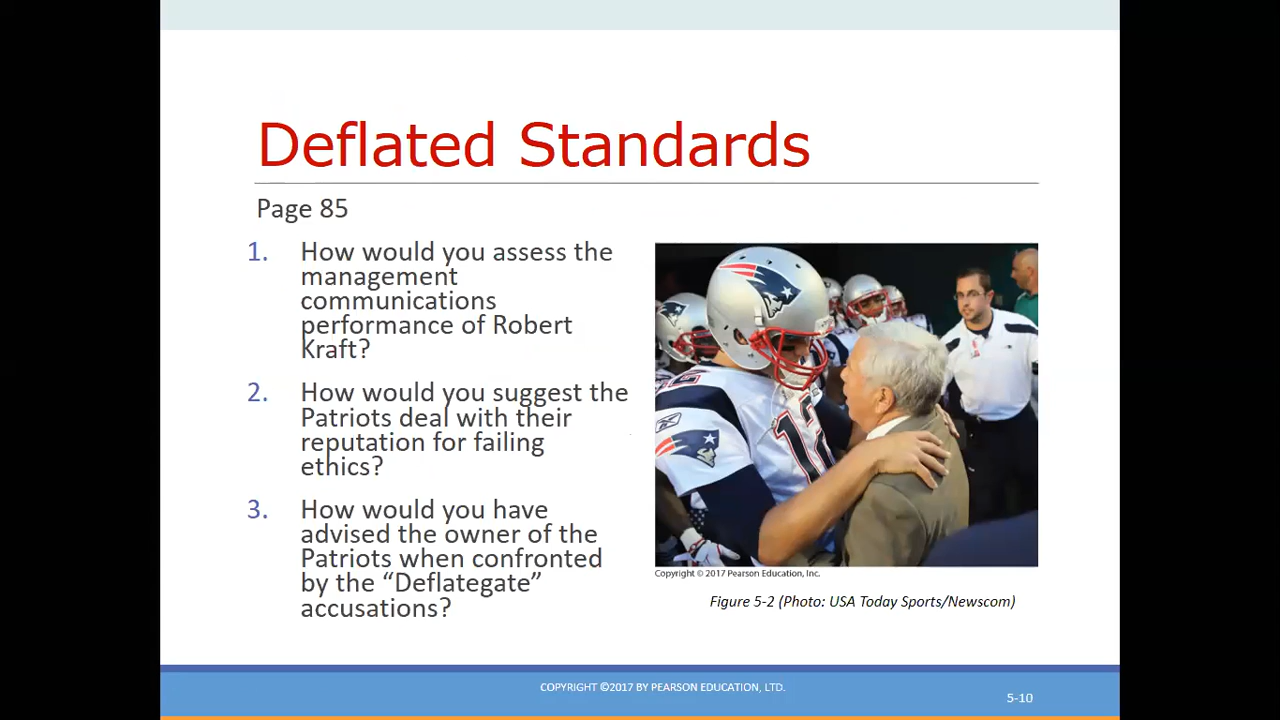 Deflated Standards
Page 85
1. How would you assess the
management
communications
performance of Robert
Kraft?
2. How would you suggest the
Patriots deal with their
reputation for failing
ethics?
3. How would you have
advised the owner of the
Patriots when confronted
by the “Deflategate”
accusations?
12
Copyright © 2017 Pearson Education, Inc.
Figure 5-2 (Photo: USA Today Sports/Newscom)
COPYRIGHT ©2017 BY PEARSON EDUCATION, LTD.
5-10